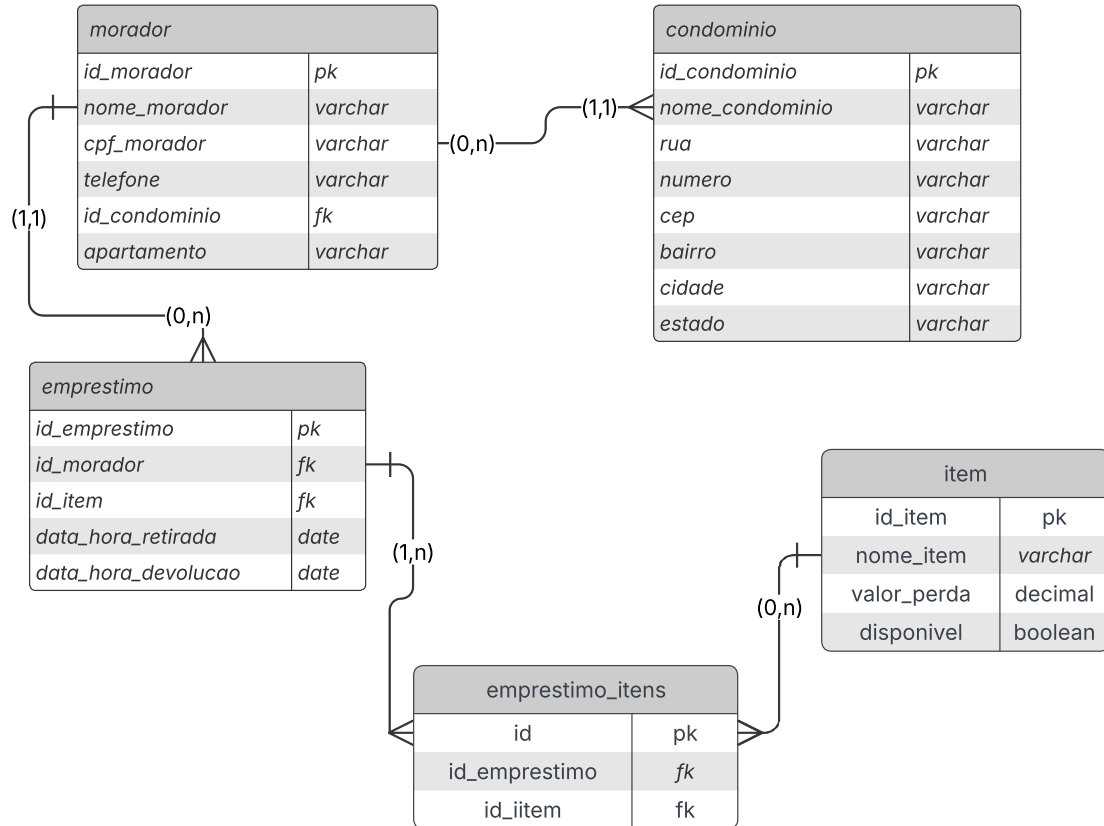 morador
id_morador pk
nome_morador varchar
cpf_morador varchar
telefone varchar
id_condominio fk
apartamento varchar
condominio
id_condominio pk
nome_condominio varchar
rua varchar
numero varchar
cep varchar
bairro varchar
cidade varchar
estado varchar
(0,n)
(1,1)
(1,1)
(0,n)
emprestimo
id_emprestimo pk
id_morador fk
id_item fk
data_hora_retirada date
data_hora_devolucao date
(1,n)
item
id_item pk
nome_item varchar
valor_perda decimal
disponivel boolean
(0,n)
emprestimo_itens
id pk
id_emprestimo fk
id_iitem fk